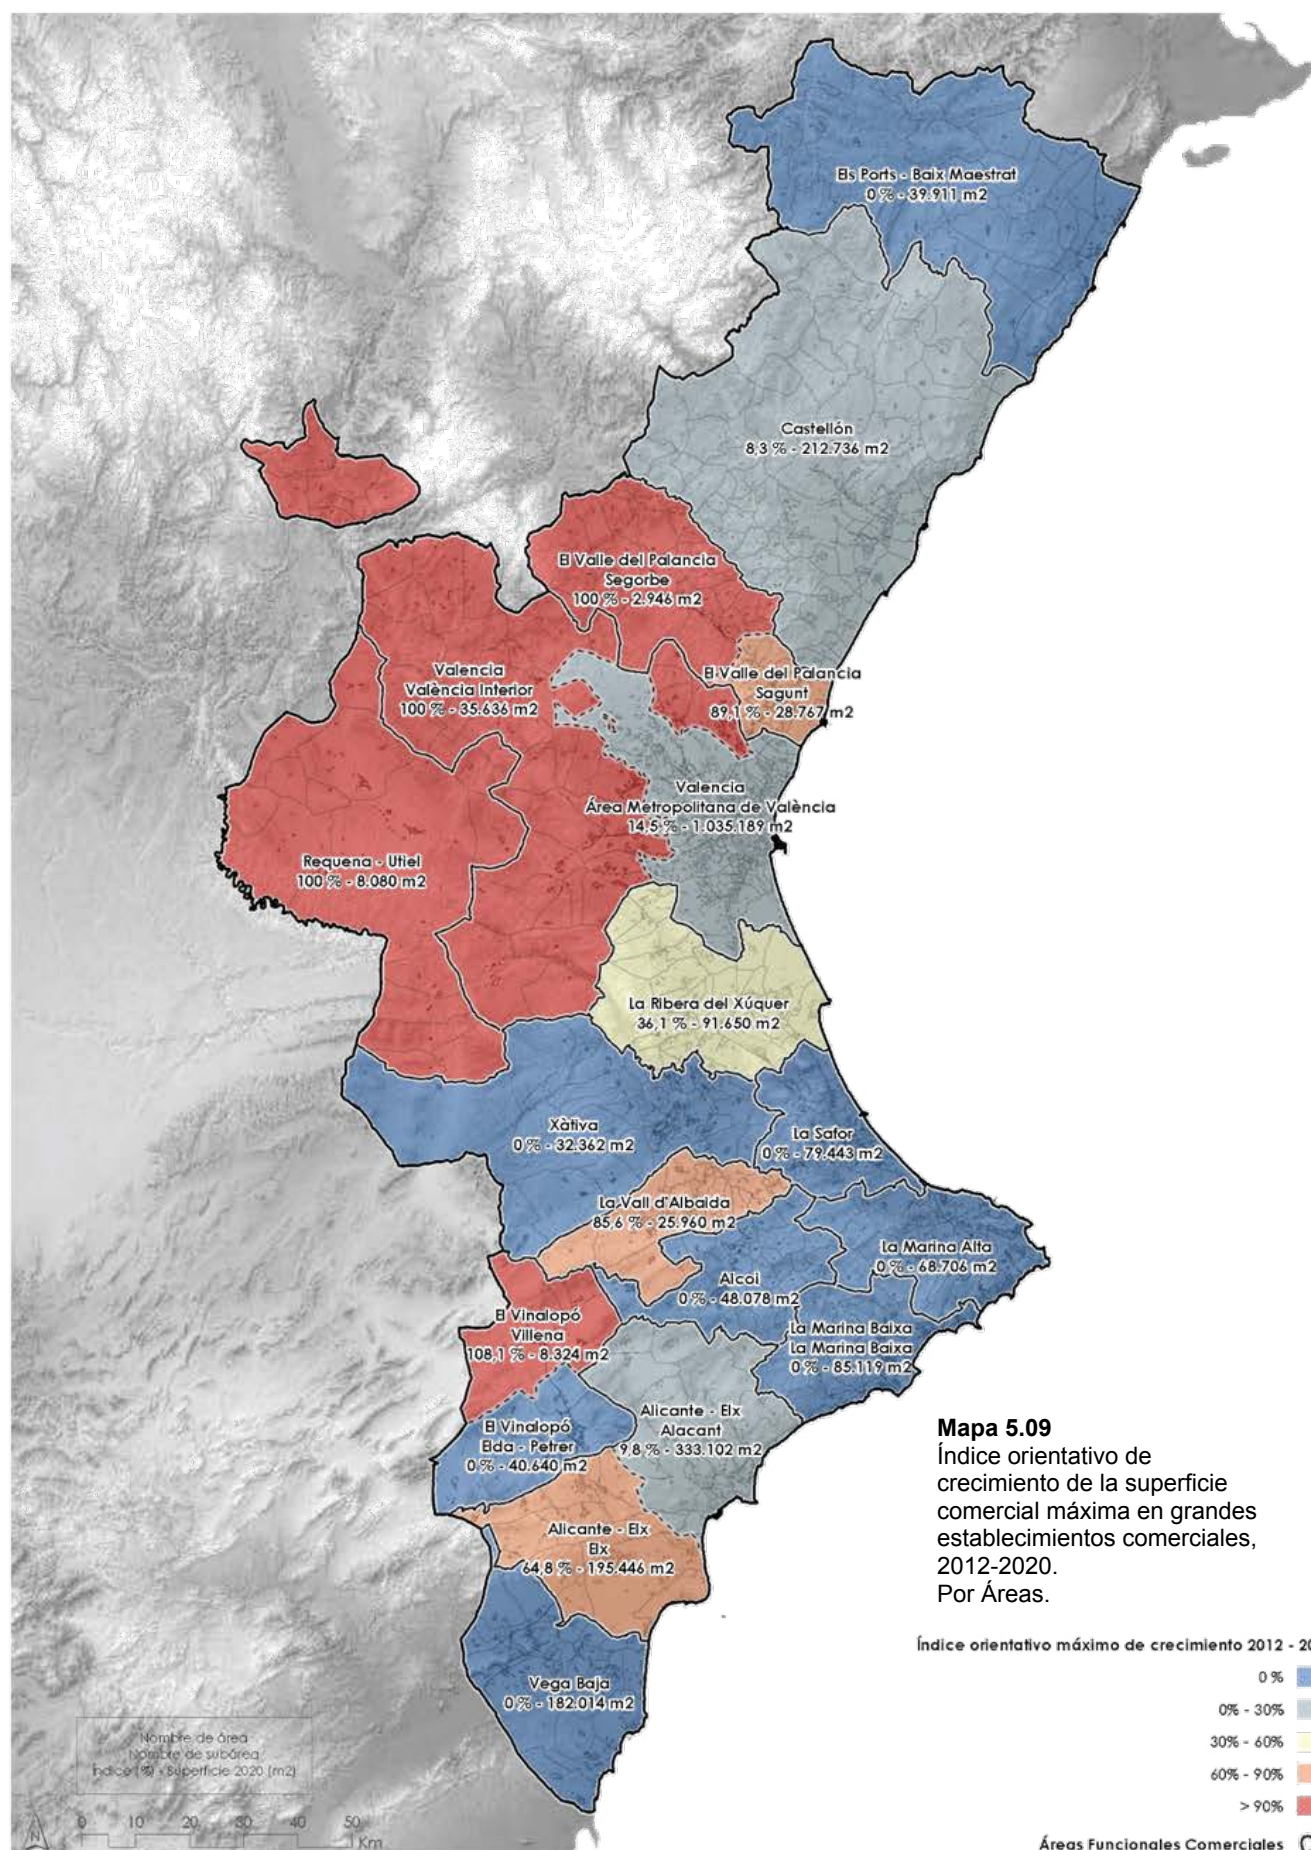 Els Ports - Baix Maestrat
0 % - 39.911 m2
Castellón
8,3 % - 212.736 m2
El Valle del Palancia
Segorbe
100 % - 2.946 m2
Valencia
València Interior
100 % - 35.636 m2
El Valle del Palancia
Sagunt
89,1 % - 28.767 m2
Valencia
Área Metropolitana de València
14,5 % - 1.035.189 m2
Requena - Utiel
100 % - 8.080 m2
La Ribera del Xúquer
36,1 % - 91.650 m2
Xàtiva
0 % - 32.362 m2
La Safor
0 % - 79.443 m2
La Vall d'Albaida
85,6 % - 25.960 m2
La Marina Alta
0 % - 68.706 m2
Alcoi
0 % - 48.078 m2
El Vinalopó
Villena
108,1 % - 8.324 m2
La Marina Baixa
La Marina Baixa
0 % - 85.119 m2
Alicante - Elx
Alacant
9,8 % - 333.102 m2
El Vinalopó
Elda - Petrer
0 % - 40.640 m2
Alicante - Elx
Elx
64,8 % - 195.446 m2
Vega Baja
0 % - 182.014 m2
Mapa 5.09
Índice orientativo de
crecimiento de la superficie
comercial máxima en grandes
establecimientos comerciales,
2012-2020.
Por Áreas.
Índice orientativo máximo de crecimiento 2012 - 20
0 %
0% - 30%
30% - 60%
60% - 90%
> 90%
Áreas Funcionales Comerciales
Nombre de área
Nombre de subárea
Índice (%) - Superficie 2020 (m2)
N
0 10 20 30 40 50
Km